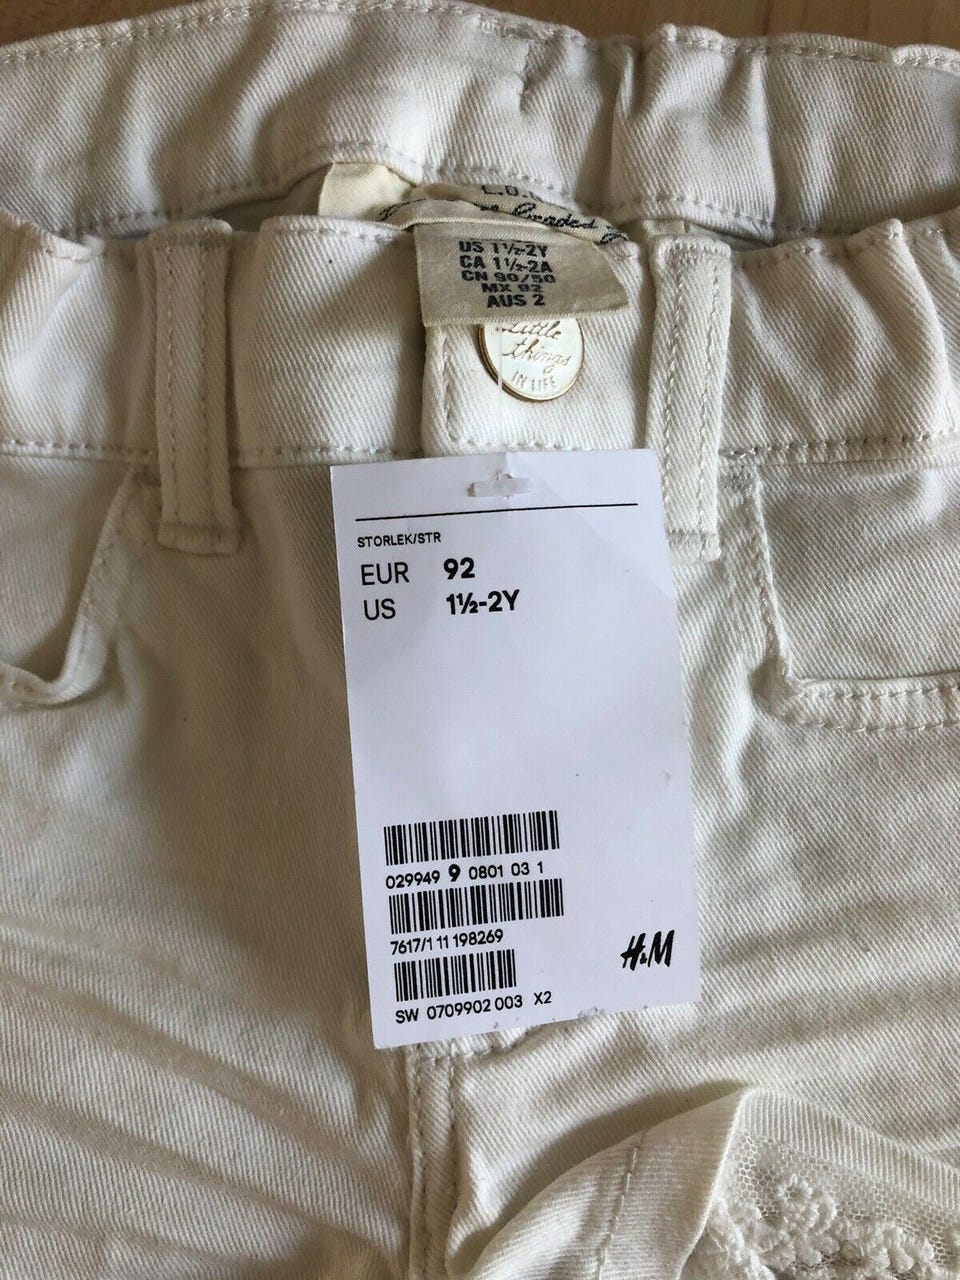 L.O.
Graded
US 1½-2Y
CA 1½-2A
CN 90/50
MX 92
AUS 2
Little
things
IN LIFE
STORLEK/STR
EUR 92
US 1½-2Y
029949 9 0801 03 1
7617/1 11 198269
H&M
SW 0709902 003 X2